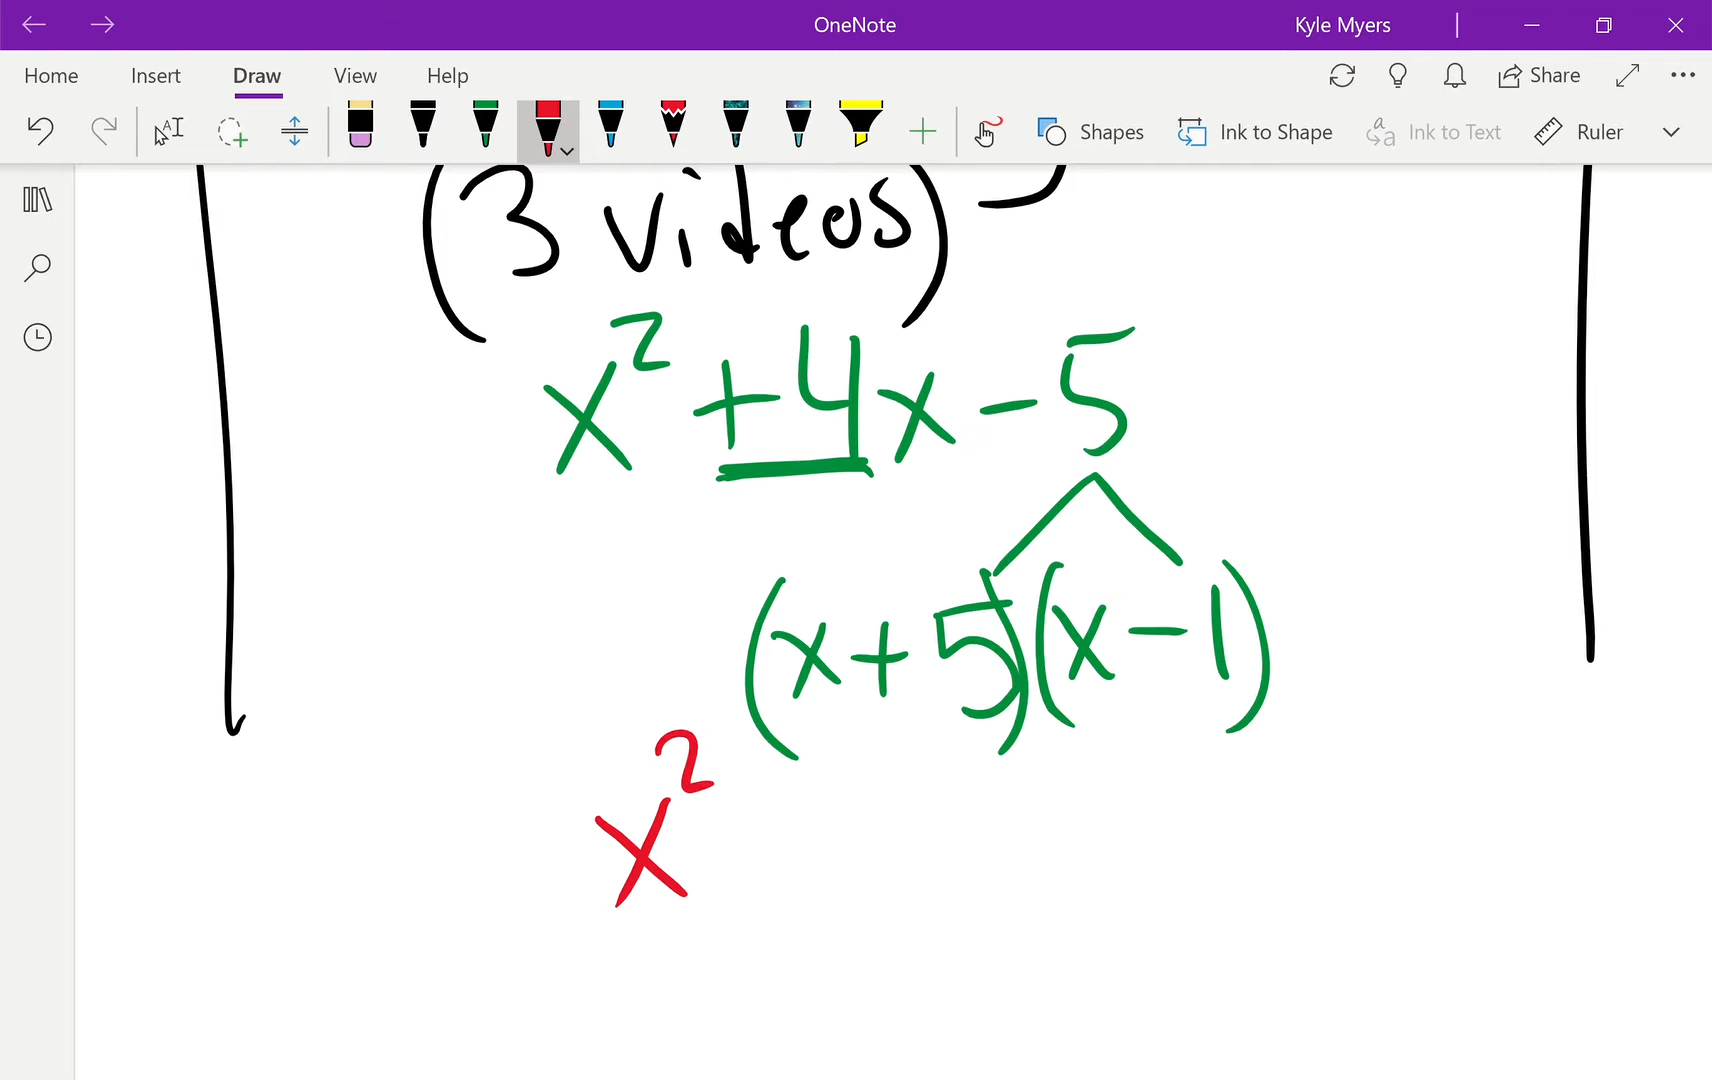 OneNote
Kyle Myers
Home Insert Draw View Help
Share
Shapes Ink to Shape Ink to Text Ruler
(3 videos)
x² +4x - 5
(x + 5)(x - 1)
x²